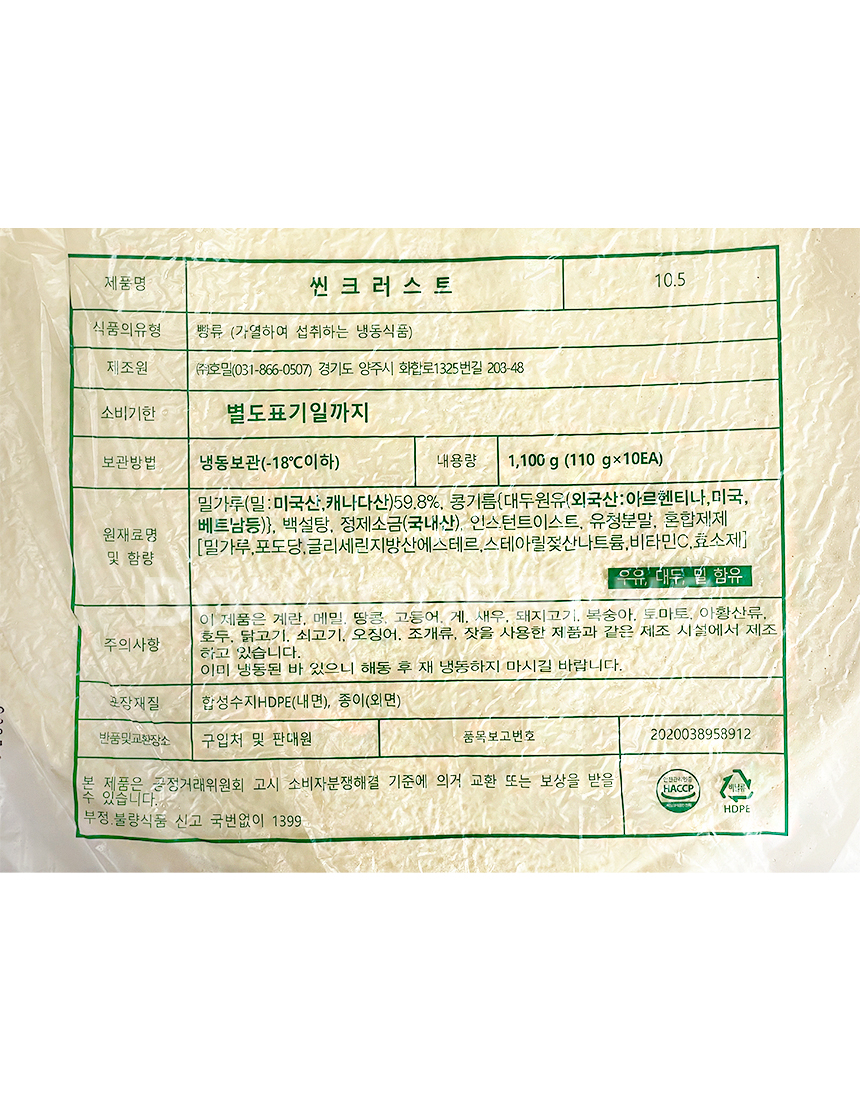 제품명 씬 크 러 스 트 10.5
식품의유형 빵류 (가열하여 섭취하는 냉동식품)
제조원 ㈜호밀(031-866-0507) 경기도 양주시 화합로1325번길 203-48
소비기한 별도표기일까지
보관방법 냉동보관(-18℃이하) 내용량 1,100 g (110 g×10EA)
원재료명
및 함량
밀가루(밀:미국산,캐나다산)59.8%, 콩기름{대두원유(외국산:아르헨티나,미국,
베트남등)}, 백설탕, 정제소금(국내산), 인스턴트이스트, 유청분말, 혼합제제
[밀가루,포도당,글리세린지방산에스테르,스테아릴젖산나트륨,비타민C,효소제]
우유, 대두, 밀 함유
주의사항
이 제품은 계란, 메밀, 땅콩, 고등어, 게, 새우, 돼지고기, 복숭아, 토마토, 아황산류,
호두, 닭고기, 쇠고기, 오징어, 조개류, 잣을 사용한 제품과 같은 제조 시설에서 제조
하고 있습니다.
이미 냉동된 바 있으니 해동 후 재 냉동하지 마시길 바랍니다.
포장재질 합성수지HDPE(내면), 종이(외면)
반품및교환장소 구입처 및 판매원 품목보고번호 2020038958912
본 제품은 공정거래위원회 고시 소비자분쟁해결 기준에 의거 교환 또는 보상을 받을
수 있습니다.
부정.불량식품 신고 국번없이 1399
HACCP
HDPE